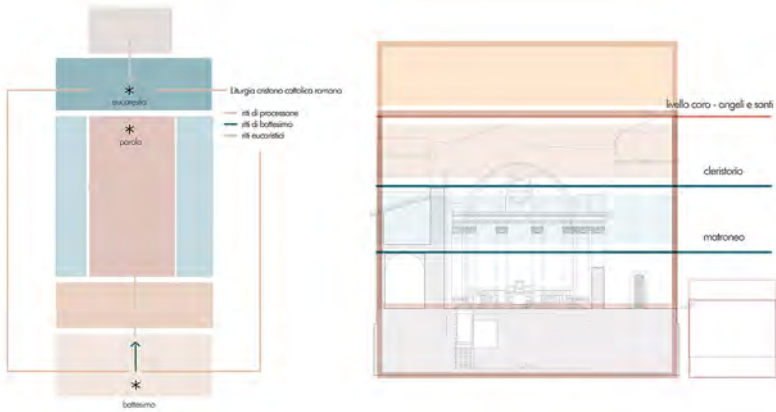 eucarestia
Liturgia cristiana cattolica romana
riti di processione
riti di battesimo
riti eucaristici
parola
battesimo
livello coro - angeli e santi
cleristorio
matroneo